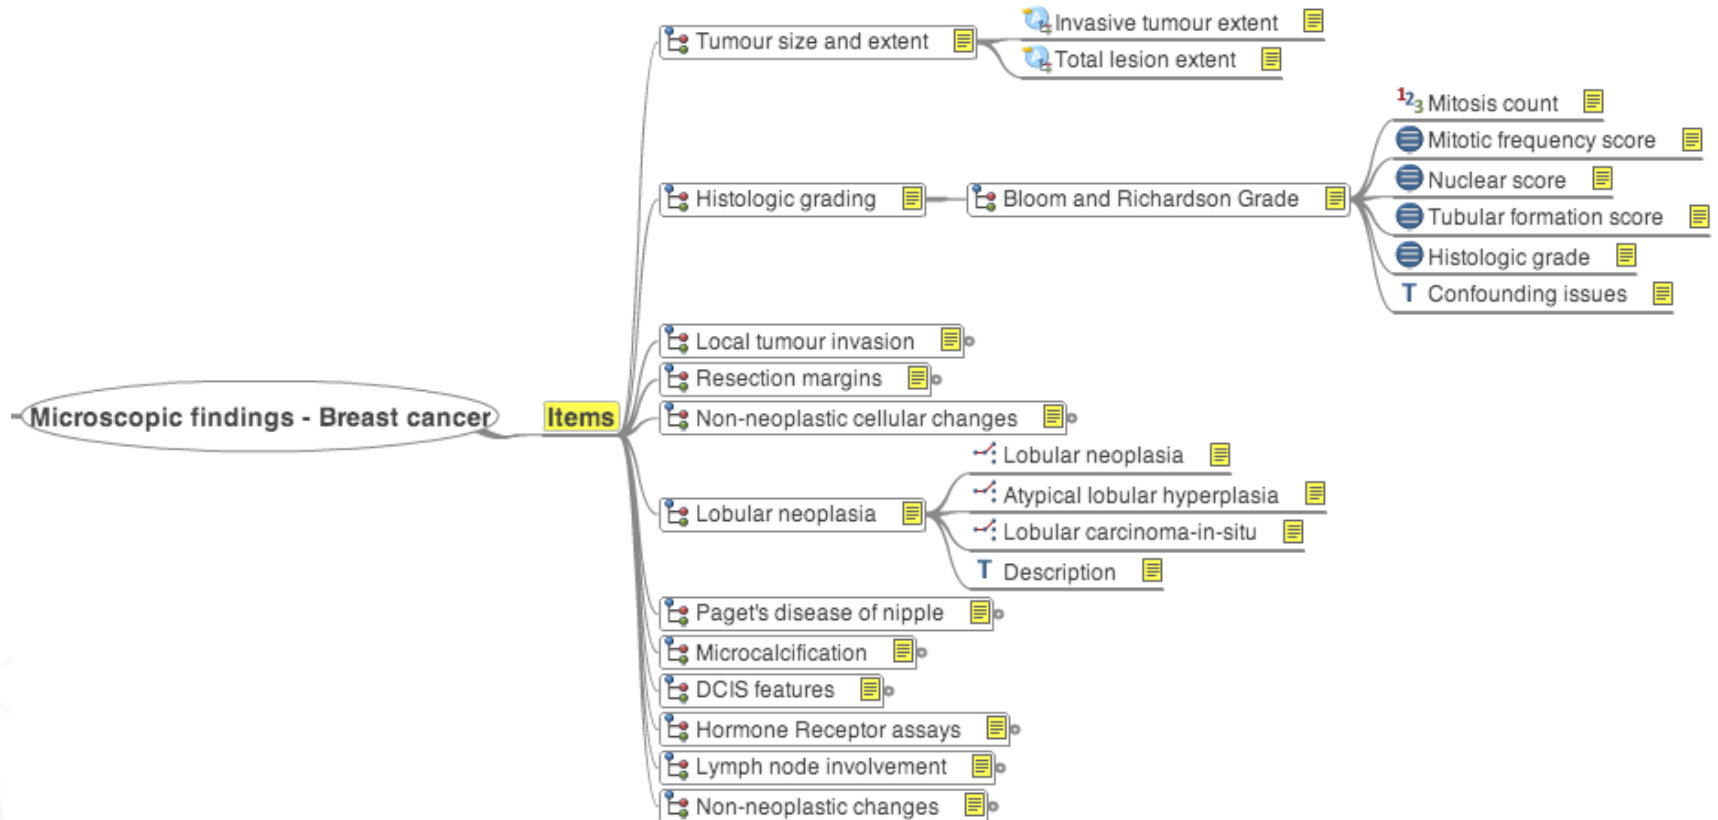 Invasive tumour extent
Tumour size and extent
Total lesion extent
123 Mitosis count
Mitotic frequency score
Nuclear score
Histologic grading
Bloom and Richardson Grade
Tubular formation score
Histologic grade
T Confounding issues
Local tumour invasion
Resection margins
Microscopic findings - Breast cancer
Items
Non-neoplastic cellular changes
Lobular neoplasia
Atypical lobular hyperplasia
Lobular neoplasia
Lobular carcinoma-in-situ
T Description
Paget's disease of nipple
Microcalcification
DCIS features
Hormone Receptor assays
Lymph node involvement
Non-neoplastic changes